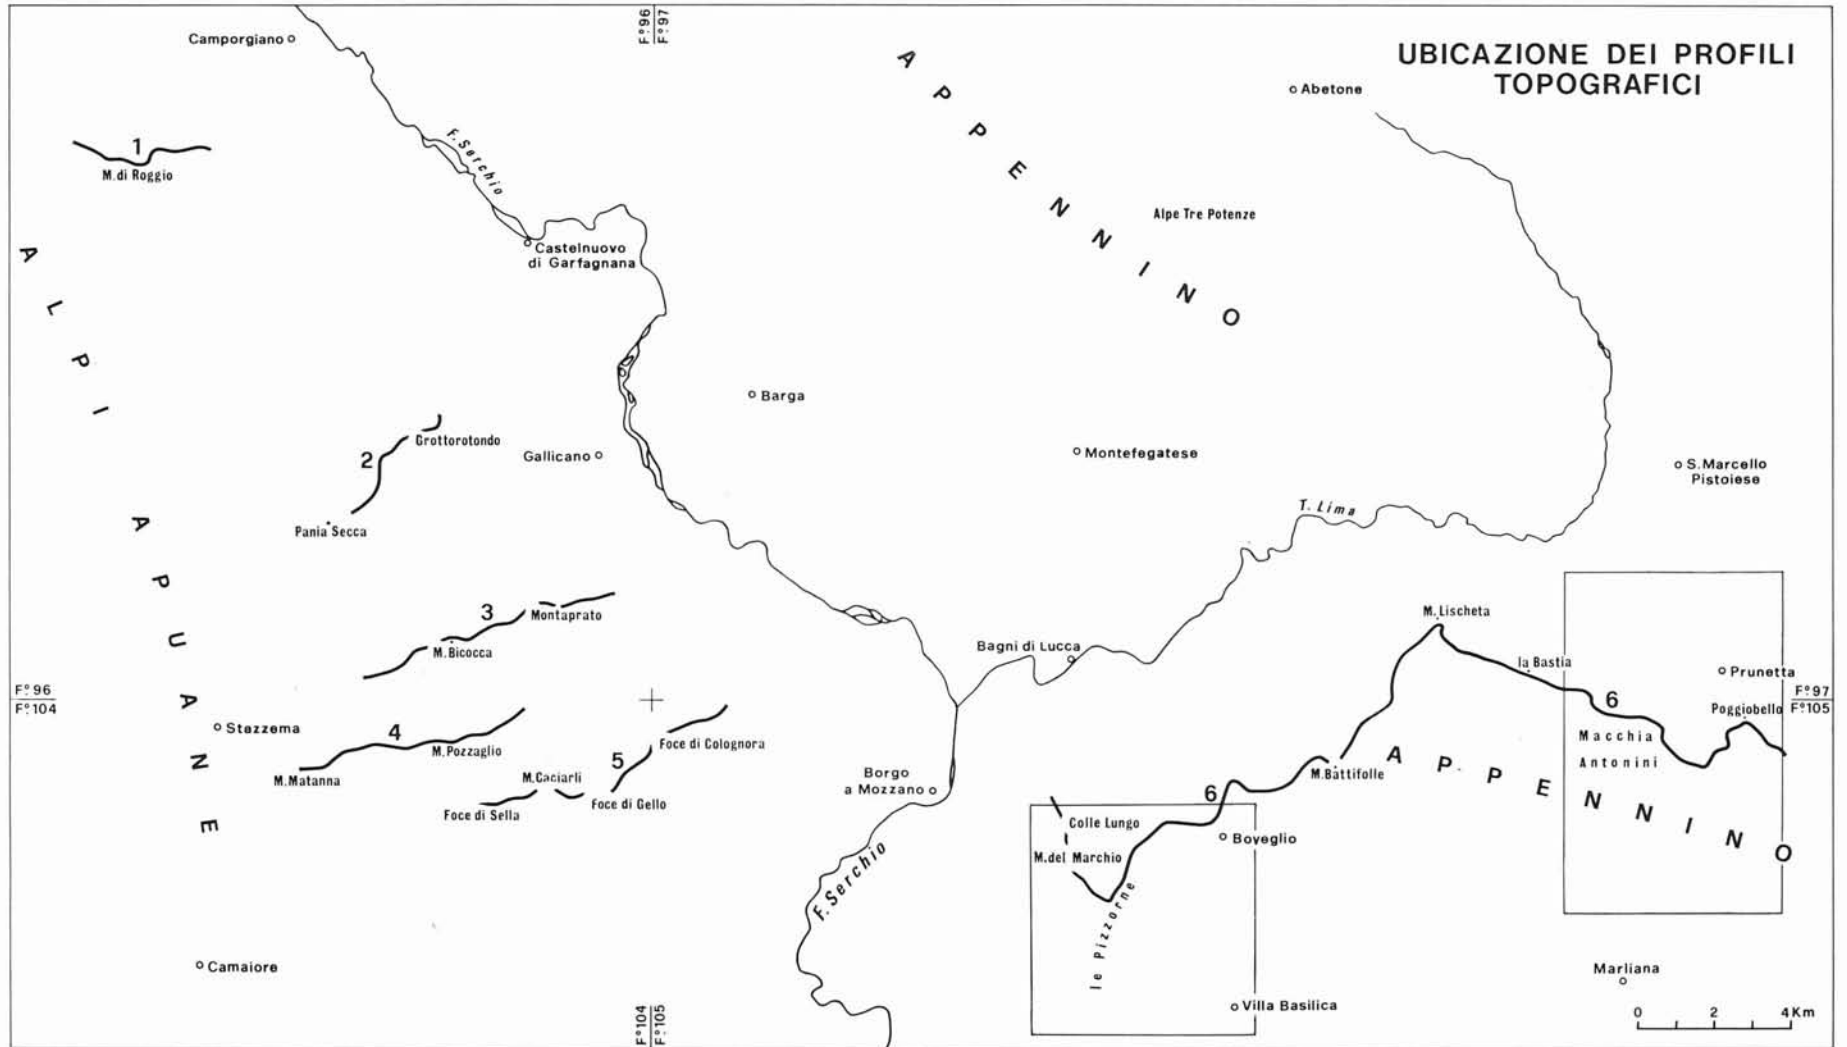 UBICAZIONE DEI PROFILI
TOPOGRAFICI
F° 96
F° 97
Camporgiano
Abetone
APPENNINO
1
M. di Roggio
F. Serchio
Alpe Tre Potenze
Castelnuovo
di Garfagnana
ALPI APUANE
Barga
Grottorotondo
2
Gallicano
Montefegatese
S. Marcello
Pistoiese
Pania Secca
T. Lima
3
Montaprato
M. Bicocca
M. Lischeta
Bagni di Lucca
la Bastia
Prunetta
F° 96
F° 104
F° 97
F° 105
6
Poggiobello
Stazzema
4
M. Pozzaglio
M. Matanna
Foce di Colognora
5
M. Caciarli
Foce di Gello
Foce di Sella
Macchia
Antonini
M. Battifolle
APPENNINO
Borgo
a Mozzano
6
Colle Lungo
Boveglio
M. del Marchio
F. Serchio
le Pizzorne
Camaiore
Marliana
Villa Basilica
F° 104
F° 105
0 2 4 Km